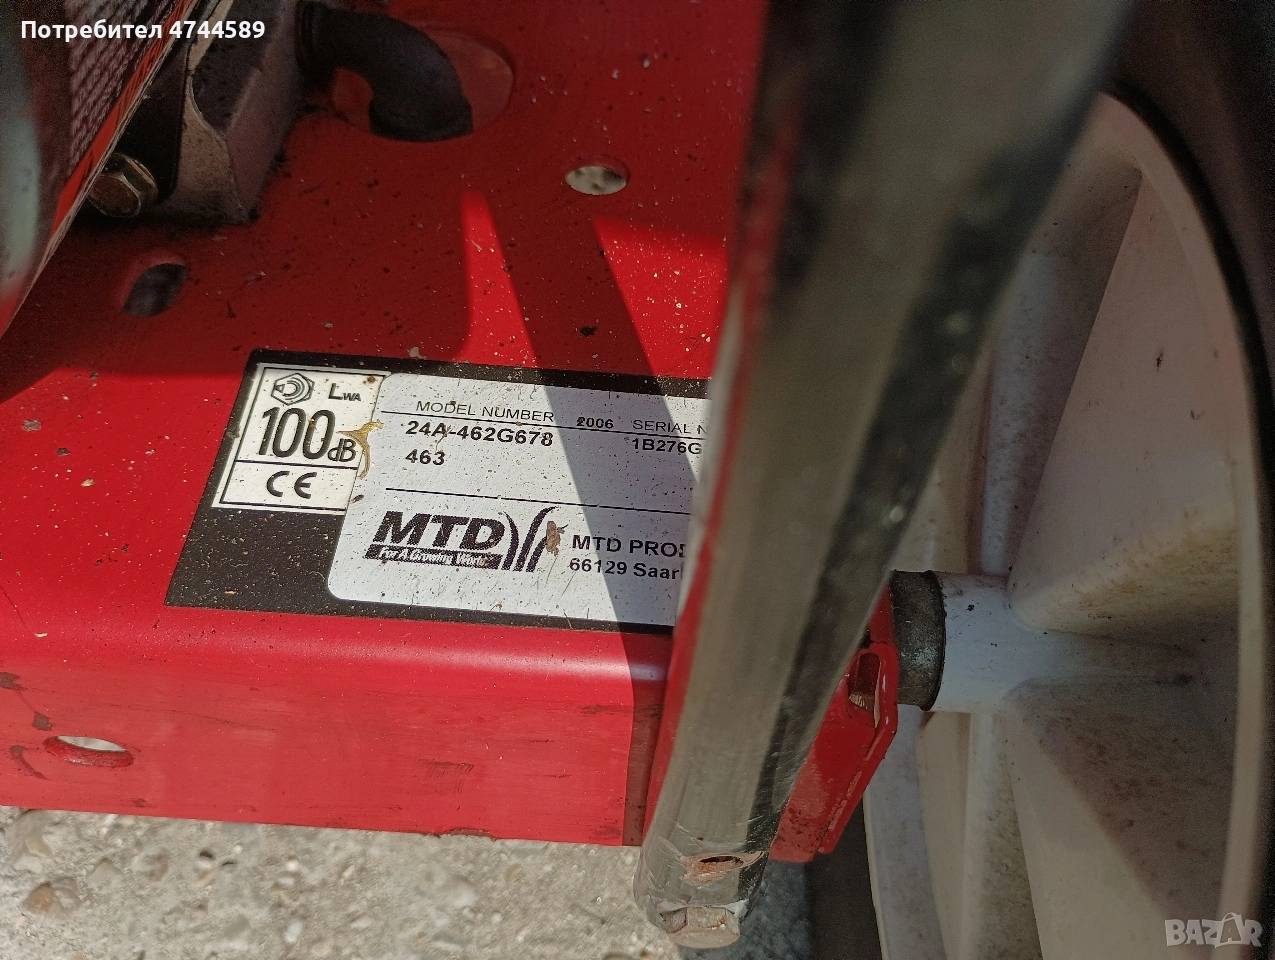 Потребител 4744589
LWA
100dB
CE
MODEL NUMBER 2006 SERIAL N
24A-462G678 1B276G
463
MTD
For A Growing World
MTD PROD
66129 Saar
BAZAR